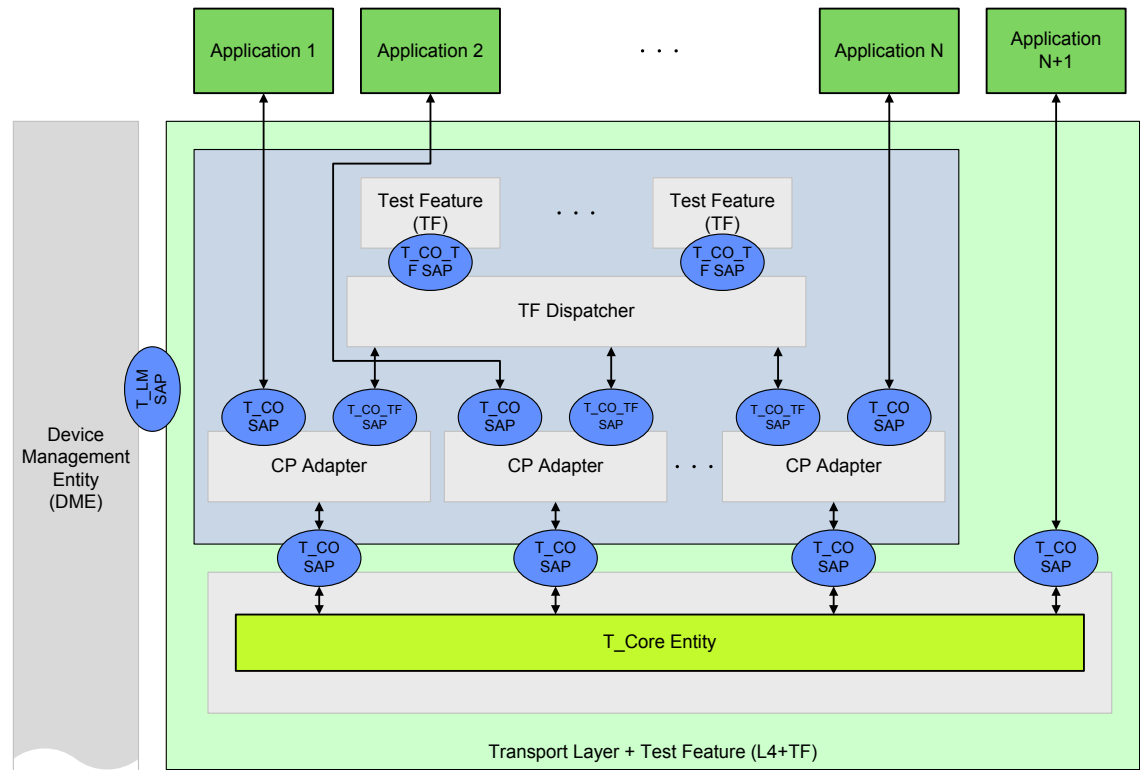 Application 1
Application 2
. . .
Application N
Application
N+1
Test Feature
(TF)
. . .
Test Feature
(TF)
T_CO_T
F SAP
T_CO_T
F SAP
TF Dispatcher
T_LM
SAP
T_CO
SAP
T_CO_TF
SAP
T_CO
SAP
T_CO_TF
SAP
T_CO_TF
SAP
T_CO
SAP
Device
Management
Entity
(DME)
CP Adapter
CP Adapter
. . .
CP Adapter
T_CO
SAP
T_CO
SAP
T_CO
SAP
T_CO
SAP
T_Core Entity
Transport Layer + Test Feature (L4+TF)